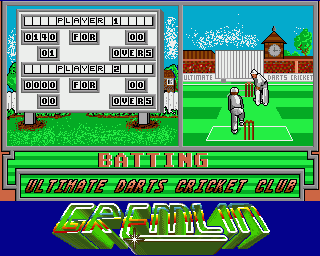 PLAYER 1
0140 FOR 00
01 OVERS
PLAYER 2
0000 FOR 00
00 OVERS
ULTIMATE DARTS CRICKET
BATTING
ULTIMATE DARTS CRICKET CLUB
GREMLIN